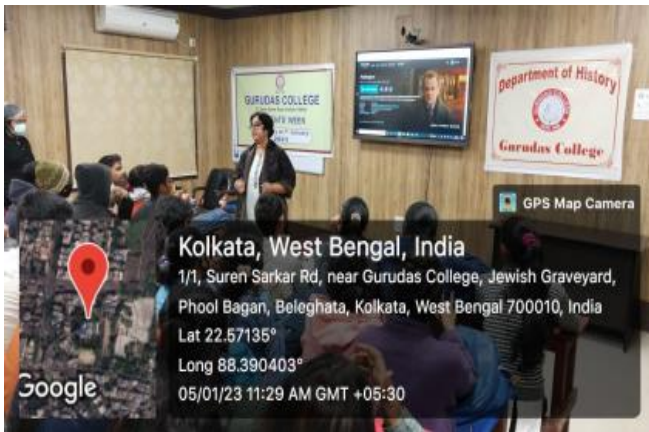 GURUDAS COLLEGE
WEEK
Department of History
Gurudas College
GPS Map Camera
Kolkata, West Bengal, India
1/1, Suren Sarkar Rd, near Gurudas College, Jewish Graveyard,
Phool Bagan, Beleghata, Kolkata, West Bengal 700010, India
Lat 22.57135°
Long 88.390403°
05/01/23 11:29 AM GMT +05:30
Google